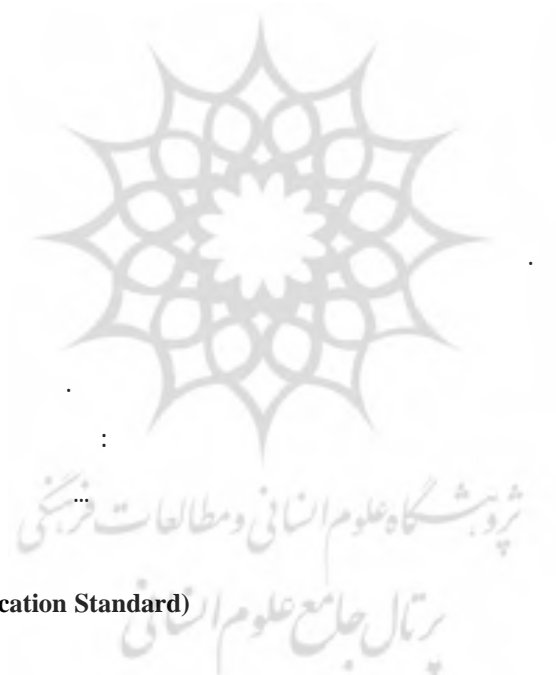 .
.
:
...
پژوهشگاه علوم انسانی و مطالعات فرهنگی
cation Standard)
پرتال جامع علوم انسانی